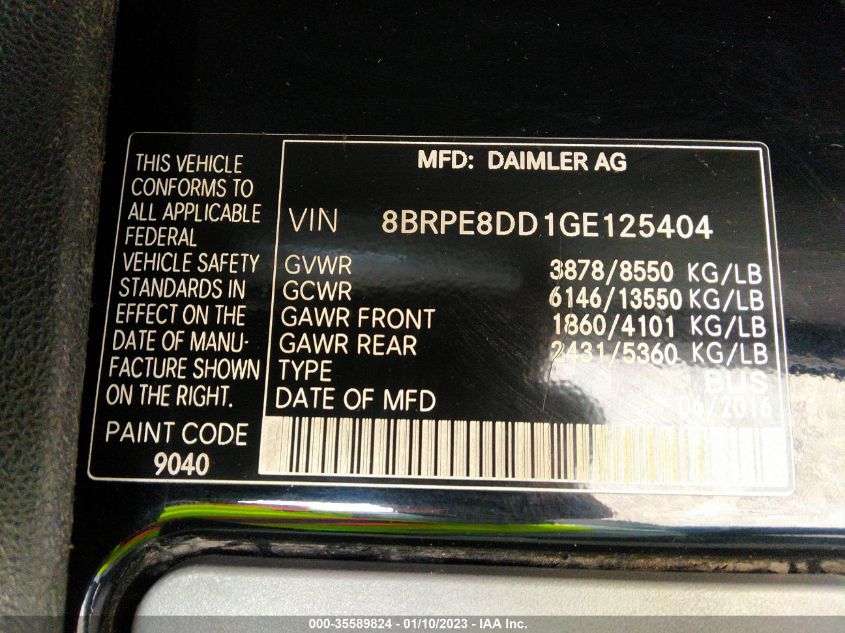 MFD: DAIMLER AG
THIS VEHICLE
CONFORMS TO
ALL APPLICABLE
FEDERAL
VEHICLE SAFETY
STANDARDS IN
EFFECT ON THE
DATE OF MANU-
FACTURE SHOWN
ON THE RIGHT.
PAINT CODE
9040
VIN 8BRPE8DD1GE125404
GVWR 3878/8550 KG/LB
GCWR 6146/13550 KG/LB
GAWR FRONT 1860/4101 KG/LB
GAWR REAR 2431/5360 KG/LB
TYPE BUS
DATE OF MFD 06/2016
000-35589824 - 01/10/2023 - IAA Inc.